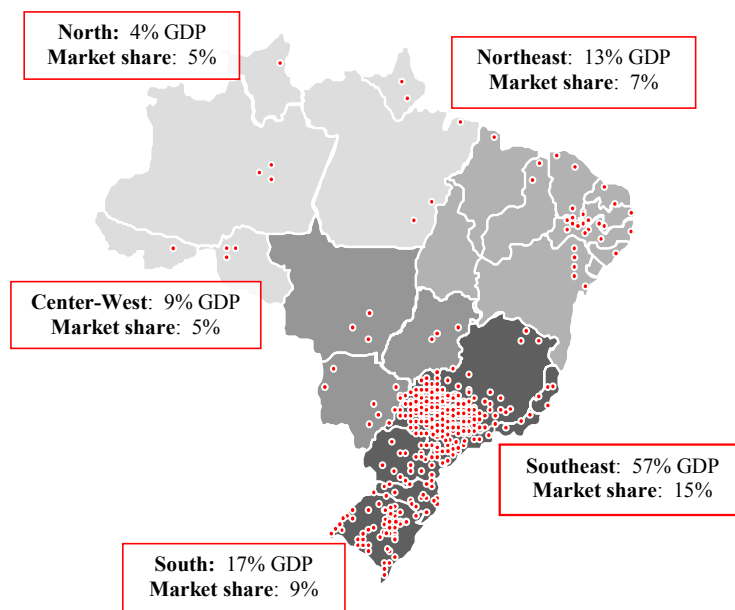 North: 4% GDP
Market share: 5%
Northeast: 13% GDP
Market share: 7%
Center-West: 9% GDP
Market share: 5%
Southeast: 57% GDP
Market share: 15%
South: 17% GDP
Market share: 9%